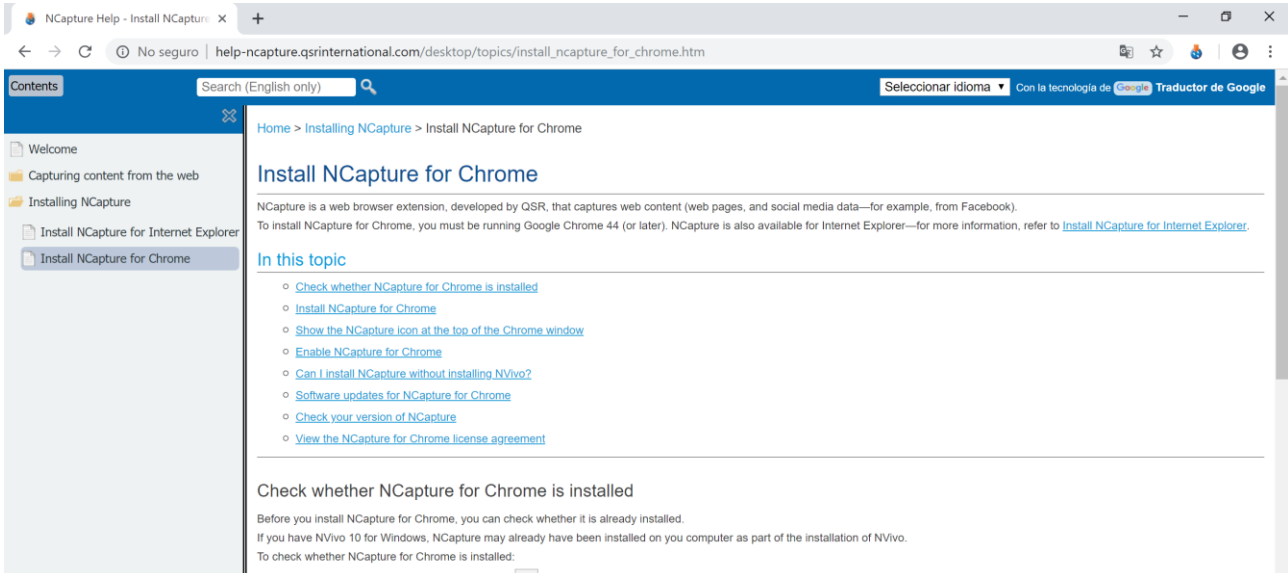 NCapture Help - Install NCapture
No seguro | help-ncapture.qsrinternational.com/desktop/topics/install_ncapture_for_chrome.htm
Contents
Search (English only)
Seleccionar idioma
Con la tecnología de Google Traductor de Google
Welcome
Capturing content from the web
Installing NCapture
Install NCapture for Internet Explorer
Install NCapture for Chrome
Home > Installing NCapture > Install NCapture for Chrome
Install NCapture for Chrome
NCapture is a web browser extension, developed by QSR, that captures web content (web pages, and social media data—for example, from Facebook).
To install NCapture for Chrome, you must be running Google Chrome 44 (or later). NCapture is also available for Internet Explorer—for more information, refer to Install NCapture for Internet Explorer.
In this topic
Check whether NCapture for Chrome is installed
Install NCapture for Chrome
Show the NCapture icon at the top of the Chrome window
Enable NCapture for Chrome
Can I install NCapture without installing NVivo?
Software updates for NCapture for Chrome
Check your version of NCapture
View the NCapture for Chrome license agreement
Check whether NCapture for Chrome is installed
Before you install NCapture for Chrome, you can check whether it is already installed.
If you have NVivo 10 for Windows, NCapture may already have been installed on you computer as part of the installation of NVivo.
To check whether NCapture for Chrome is installed: